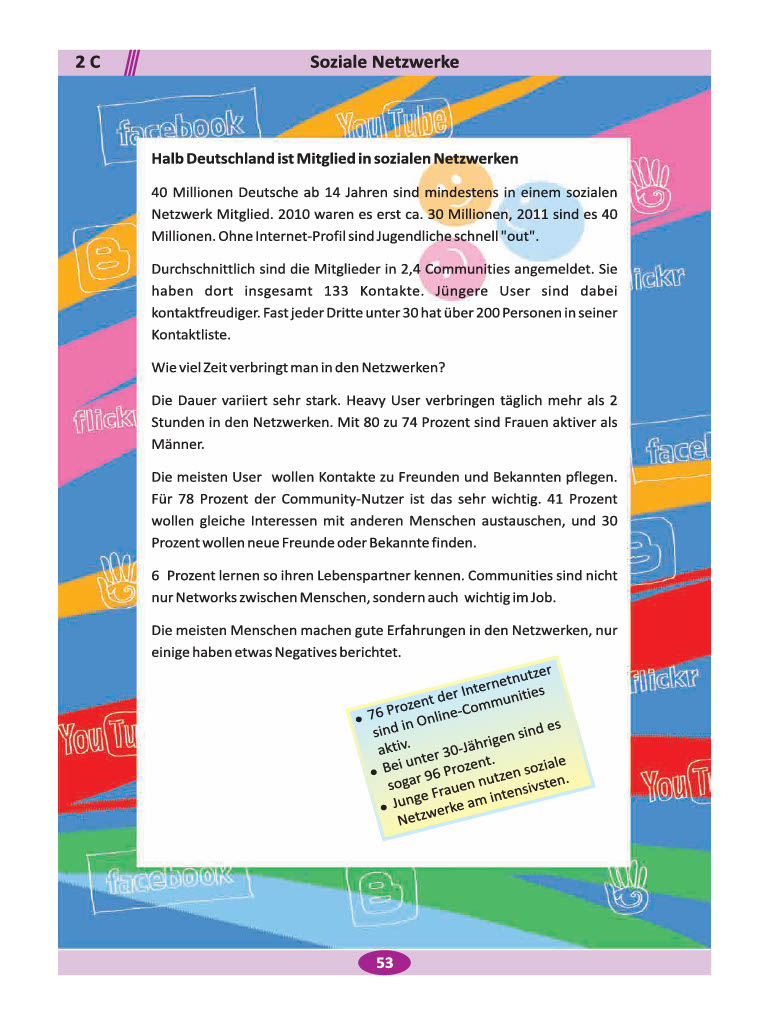 2 C
Soziale Netzwerke
facebook
YouTube
flickr
flickr
facebook
YouTube
flickr
YouTube
facebook
Halb Deutschland ist Mitglied in sozialen Netzwerken
40 Millionen Deutsche ab 14 Jahren sind mindestens in einem sozialen
Netzwerk Mitglied. 2010 waren es erst ca. 30 Millionen, 2011 sind es 40
Millionen. Ohne Internet-Profil sind Jugendliche schnell "out".
Durchschnittlich sind die Mitglieder in 2,4 Communities angemeldet. Sie
haben dort insgesamt 133 Kontakte. Jüngere User sind dabei
kontaktfreudiger. Fast jeder Dritte unter 30 hat über 200 Personen in seiner
Kontaktliste.
Wie viel Zeit verbringt man in den Netzwerken?
Die Dauer variiert sehr stark. Heavy User verbringen täglich mehr als 2
Stunden in den Netzwerken. Mit 80 zu 74 Prozent sind Frauen aktiver als
Männer.
Die meisten User wollen Kontakte zu Freunden und Bekannten pflegen.
Für 78 Prozent der Community-Nutzer ist das sehr wichtig. 41 Prozent
wollen gleiche Interessen mit anderen Menschen austauschen, und 30
Prozent wollen neue Freunde oder Bekannte finden.
6 Prozent lernen so ihren Lebenspartner kennen. Communities sind nicht
nur Networks zwischen Menschen, sondern auch wichtig im Job.
Die meisten Menschen machen gute Erfahrungen in den Netzwerken, nur
einige haben etwas Negatives berichtet.
• 76 Prozent der Internetnutzer
sind in Online-Communities
aktiv.
• Bei unter 30-Jährigen sind es
sogar 96 Prozent.
• Junge Frauen nutzen soziale
Netzwerke am intensivsten.
53